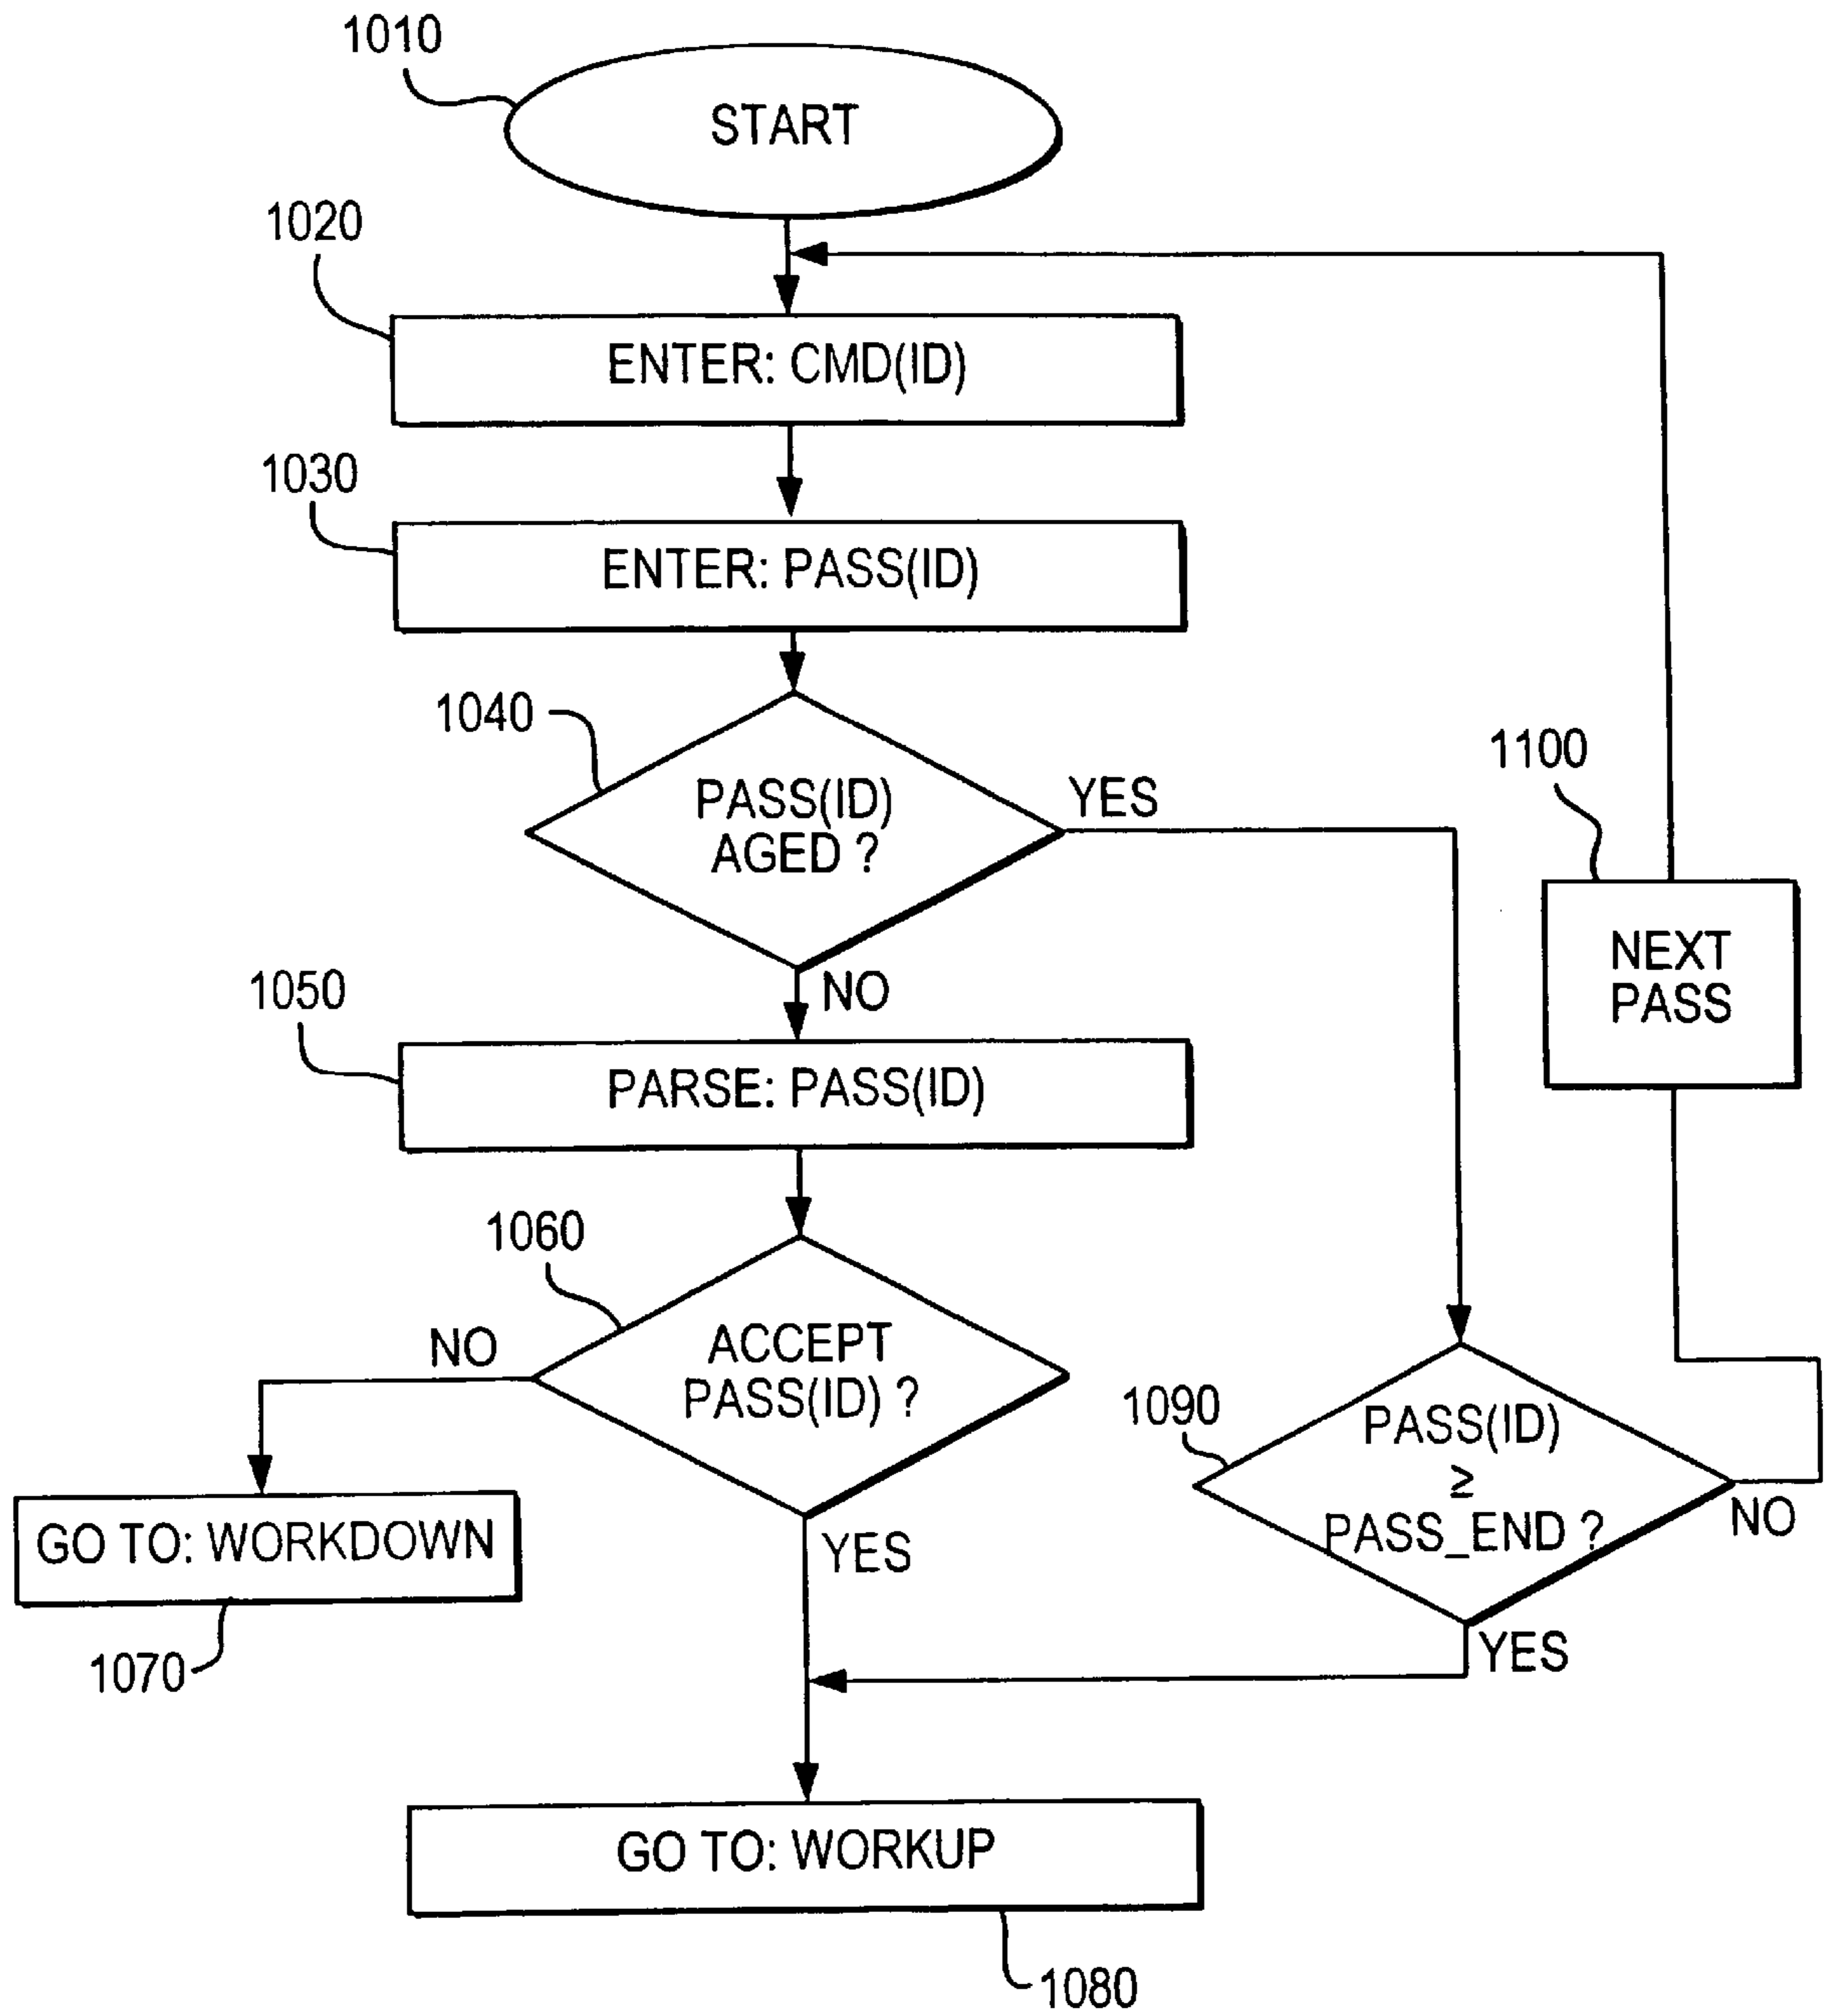 1010
START
1020
ENTER: CMD(ID)
1030
ENTER: PASS(ID)
1040
PASS(ID)
AGED ?
YES
1100
NEXT
PASS
NO
1050
PARSE: PASS(ID)
1060
ACCEPT
PASS(ID) ?
NO
YES
1090
PASS(ID)
≥
PASS_END ?
NO
YES
GO TO: WORKDOWN
1070
GO TO: WORKUP
1080